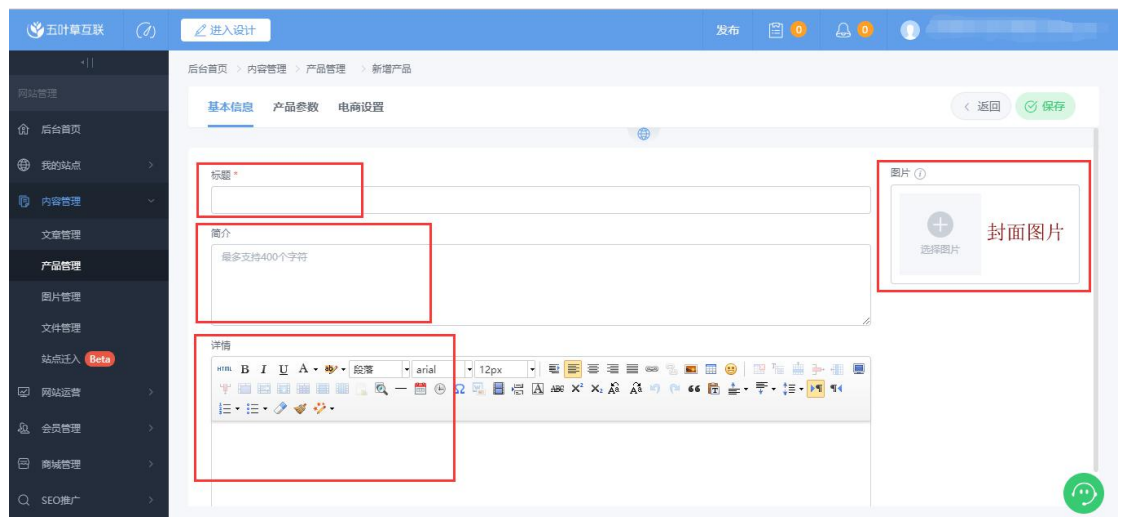 五叶草互联
进入设计
发布
0
0
网站管理
后台首页
我的站点
内容管理
文章管理
产品管理
图片管理
文件管理
站点迁入 Beta
网站运营
会员管理
商城管理
SEO推广
后台首页 > 内容管理 > 产品管理 > 新增产品
基本信息 产品参数 电商设置
< 返回
保存
标题 *
简介
最多支持400个字符
详情
HTML B I U A 段落 arial 12px
图片
选择图片
封面图片